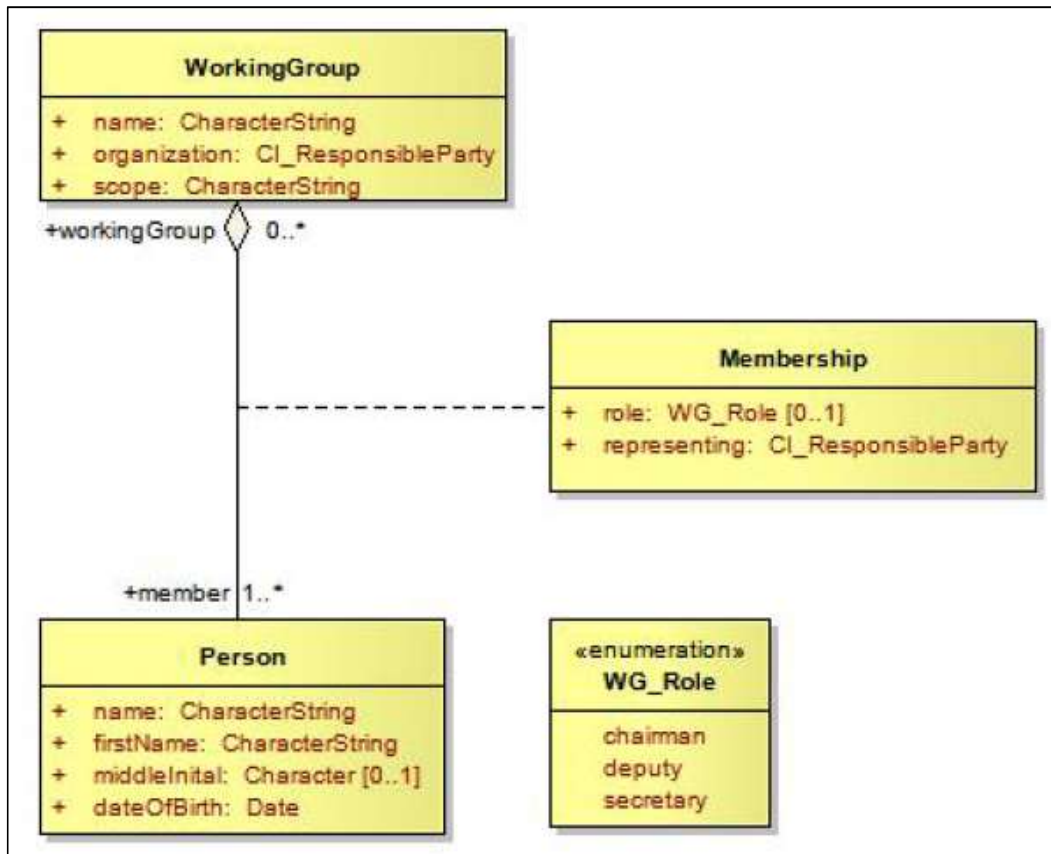 WorkingGroup
+ name: CharacterString
+ organization: CI_ResponsibleParty
+ scope: CharacterString
+workingGroup 0..*
Membership
+ role: WG_Role [0..1]
+ representing: CI_ResponsibleParty
+member 1..*
Person
+ name: CharacterString
+ firstName: CharacterString
+ middleInital: Character [0..1]
+ dateOfBirth: Date
«enumeration»
WG_Role
chairman
deputy
secretary